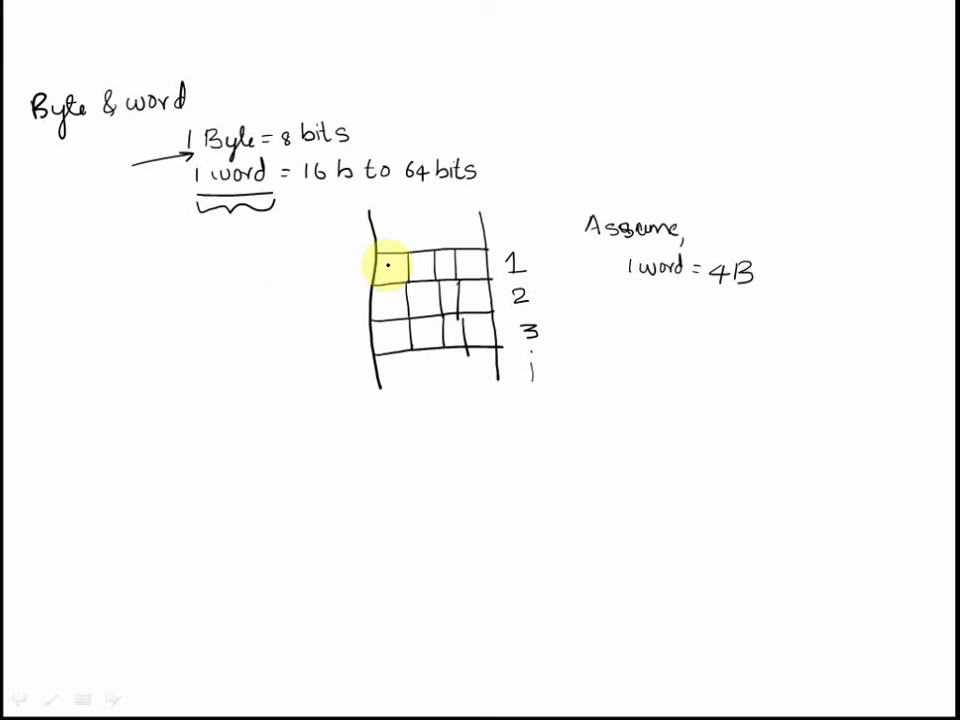 Byte & word
1 Byte = 8 bits
1 word = 16 b to 64 bits
Assume,
1 word = 4B
1
2
3